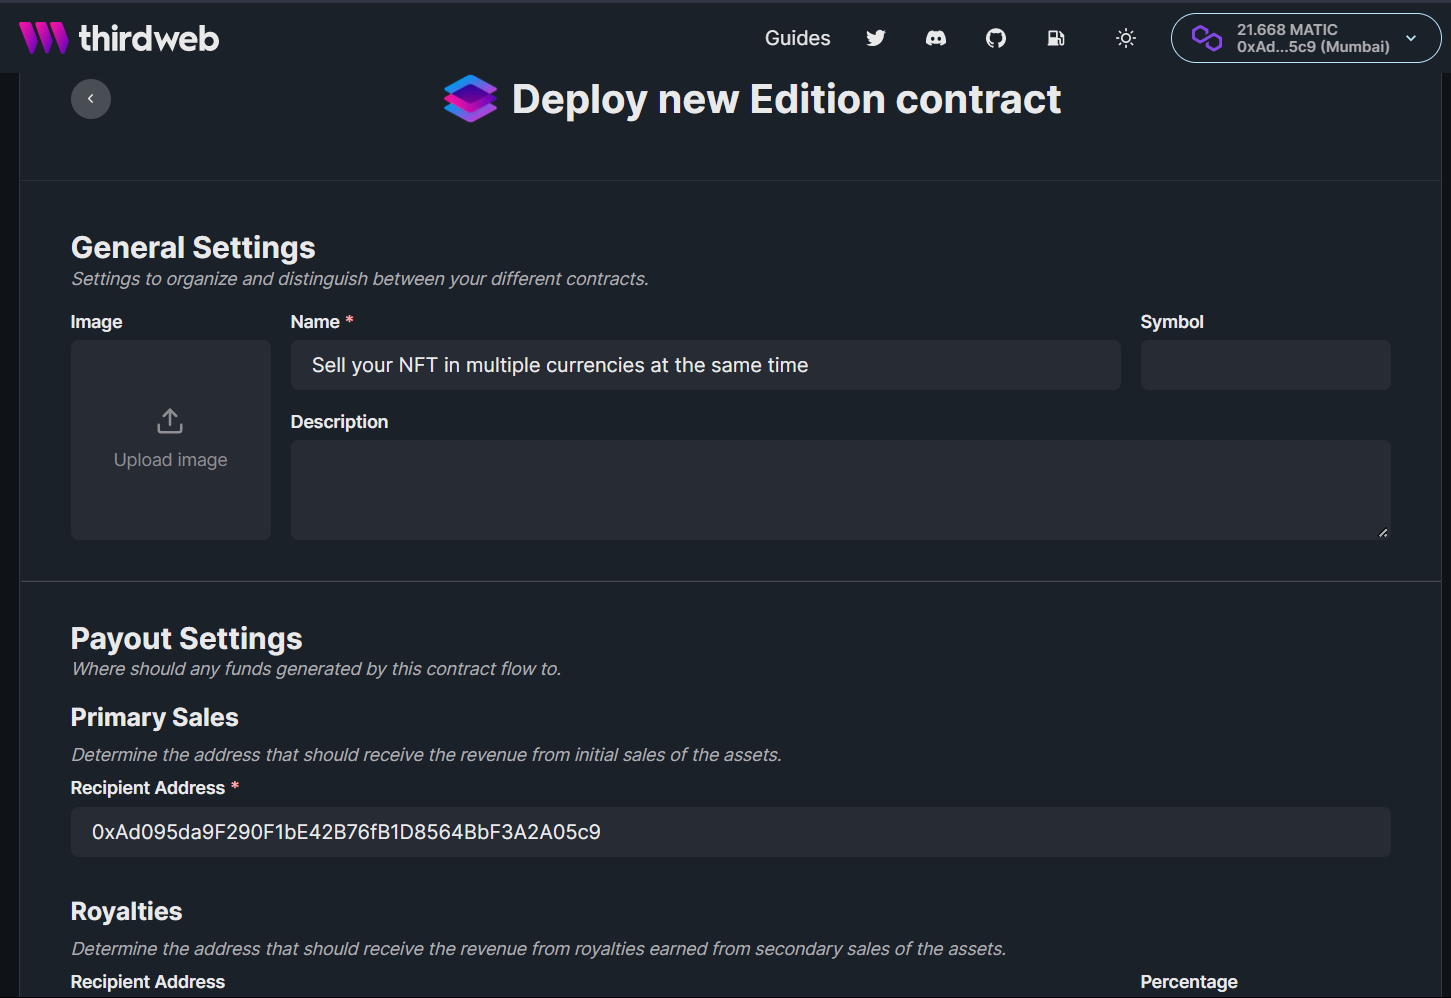 thirdweb
Guides
21.668 MATIC
0xAd...5c9 (Mumbai)
Deploy new Edition contract
General Settings
Settings to organize and distinguish between your different contracts.
Image
Name *
Symbol
Sell your NFT in multiple currencies at the same time
Upload image
Description
Payout Settings
Where should any funds generated by this contract flow to.
Primary Sales
Determine the address that should receive the revenue from initial sales of the assets.
Recipient Address *
0xAd095da9F290F1bE42B76fB1D8564BbF3A2A05c9
Royalties
Determine the address that should receive the revenue from royalties earned from secondary sales of the assets.
Recipient Address
Percentage